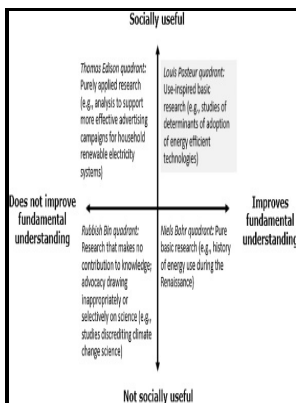 Socially useful
Thomas Edison quadrant:
Purely applied research
(e.g., analysis to support
more effective advertising
campaigns for household
renewable electricity
systems)
Louis Pasteur quadrant:
Use-inspired basic
research (e.g., studies of
determinants of adoption
of energy efficient
technologies)
Does not improve
fundamental
understanding
Improves
fundamental
understanding
Rubbish Bin quadrant:
Research that makes no
contribution to knowledge;
advocacy drawing
inappropriately or
selectively on science (e.g.,
studies discrediting climate
change science)
Niels Bohr quadrant: Pure
basic research (e.g., history
of energy use during the
Renaissance)
Not socially useful